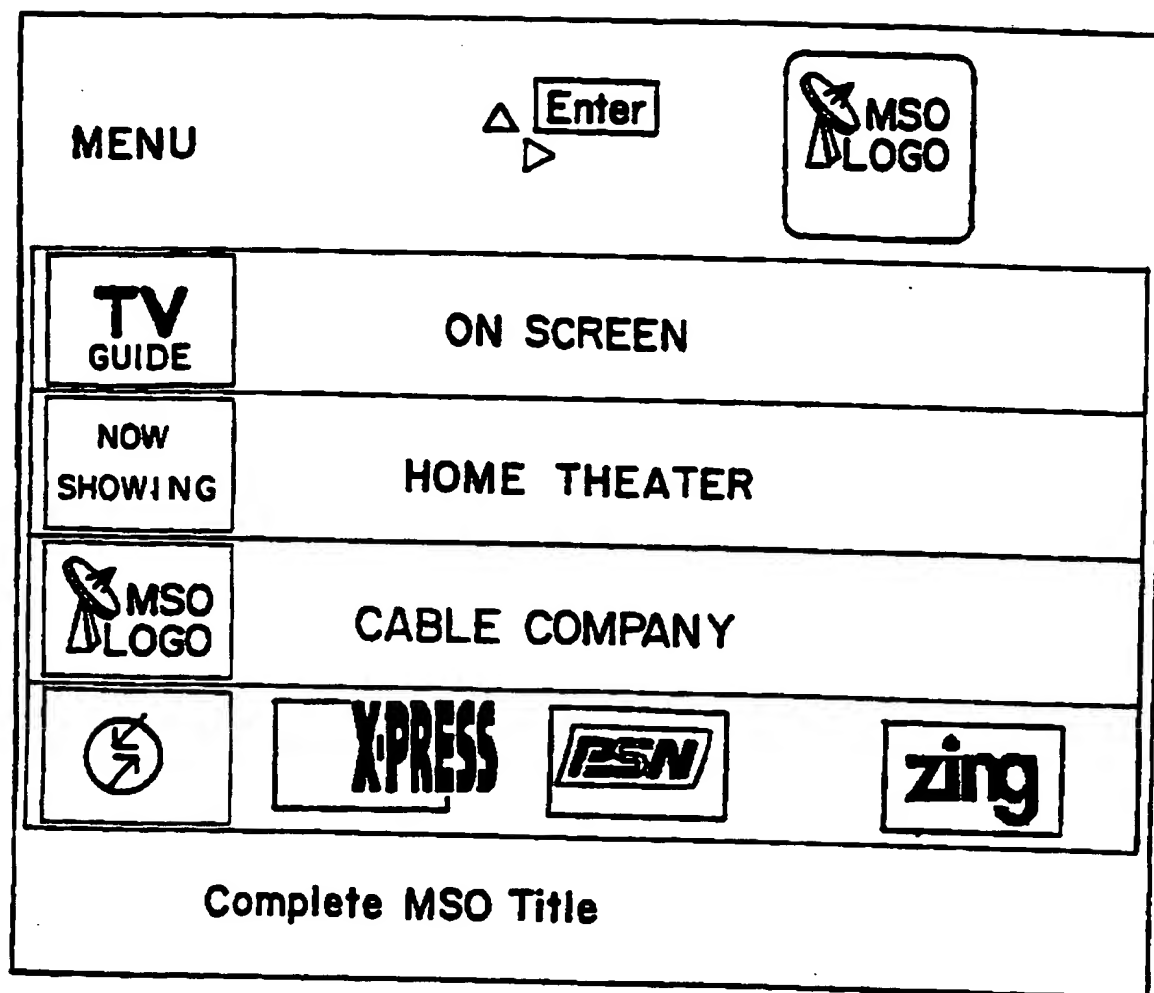 MENU
Enter
MSO
LOGO
TV
GUIDE
ON SCREEN
NOW
SHOWING
HOME THEATER
MSO
LOGO
CABLE COMPANY
X·PRESS
PSN
zing
Complete MSO Title